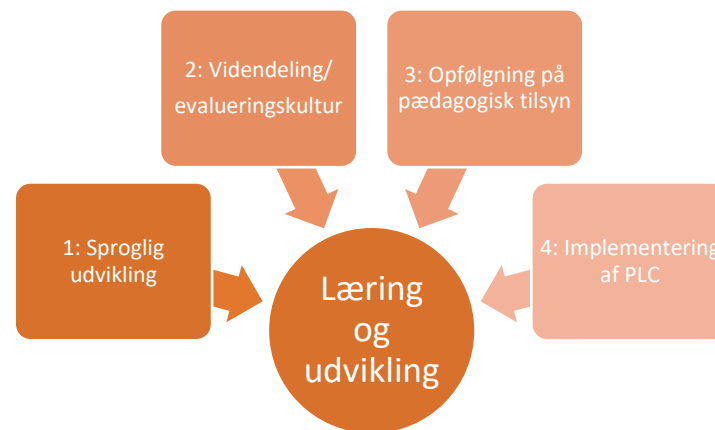 2: Videndeling/
evalueringskultur
3: Opfølgning på
pædagogisk tilsyn
1: Sproglig
udvikling
4: Implementering
af PLC
Læring
og
udvikling